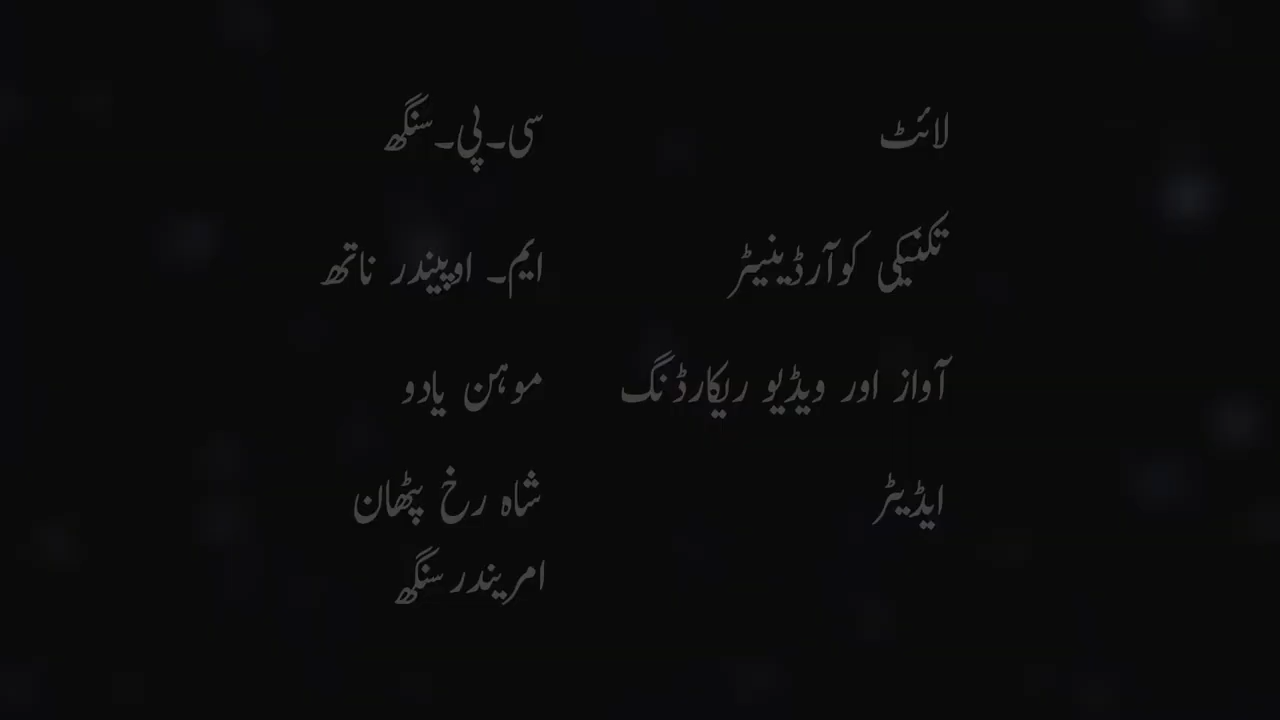 لائٹ سی۔پی۔سنگھ
تکنیکی کوآرڈینیٹر ایم۔ اوپیندر ناتھ
آواز اور ویڈیو ریکارڈنگ موہن یادو
ایڈیٹر شاہ رخ پٹھان
امریندر سنگھ